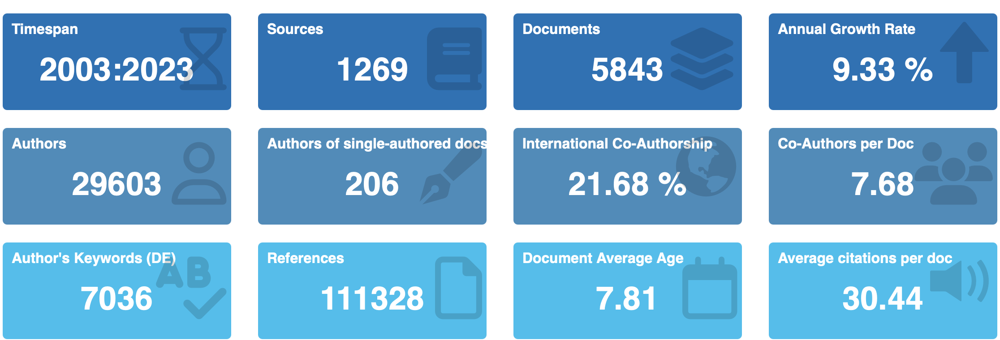 Timespan
2003:2023
Sources
1269
Documents
5843
Annual Growth Rate
9.33 %
Authors
29603
Authors of single-authored docs
206
International Co-Authorship
21.68 %
Co-Authors per Doc
7.68
Author's Keywords (DE)
7036
AB
References
111328
Document Average Age
7.81
Average citations per doc
30.44